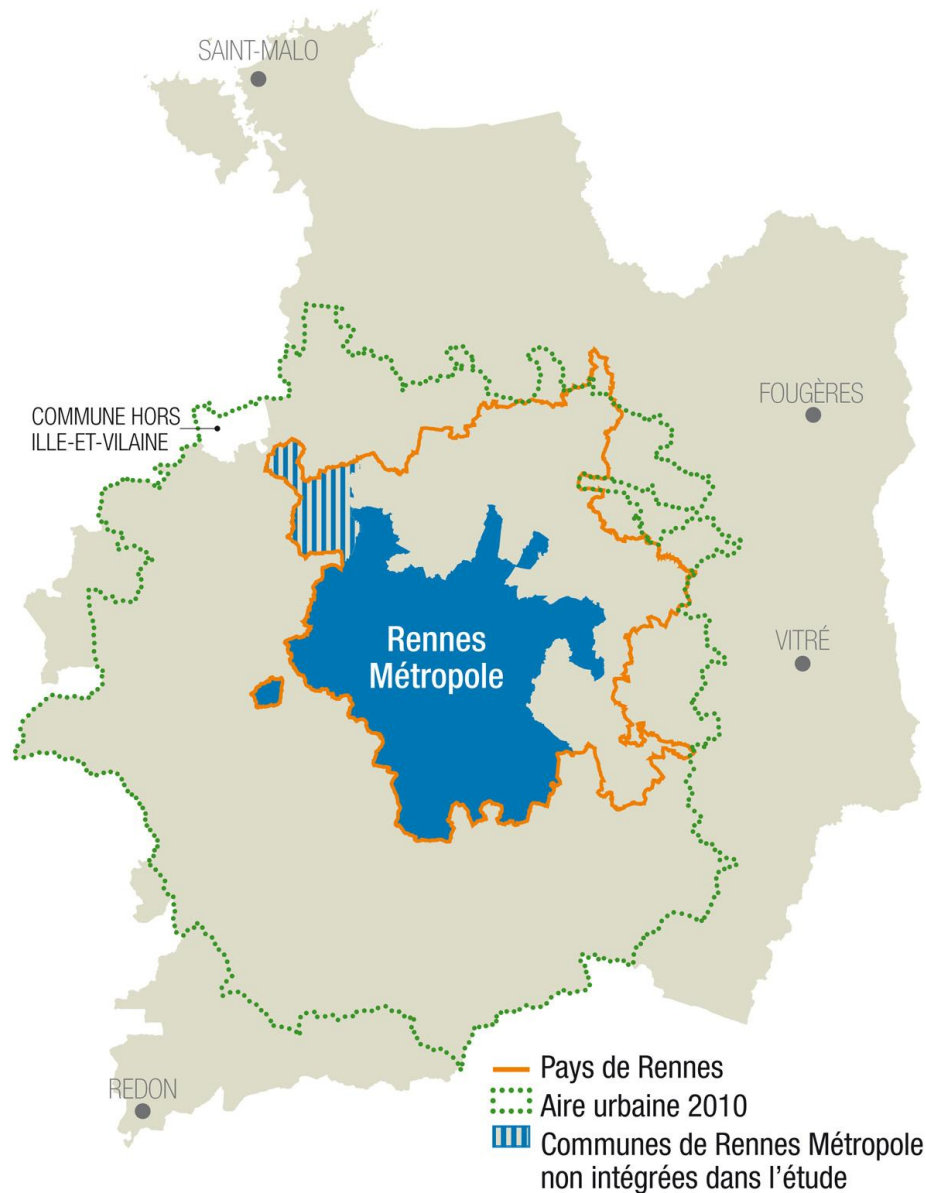 SAINT-MALO
FOUGÈRES
COMMUNE HORS
ILLE-ET-VILAINE
Rennes
Métropole
VITRÉ
REDON
Pays de Rennes
Aire urbaine 2010
Communes de Rennes Métropole
non intégrées dans l’étude